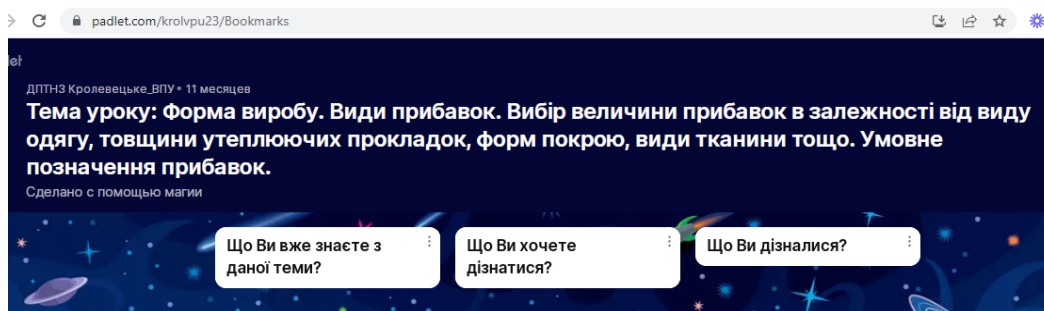 padlet.com/krolvpu23/Bookmarks
ДПТНЗ Кролевецьке_ВПУ • 11 месяцев
Тема уроку: Форма виробу. Види прибавок. Вибір величини прибавок в залежності від виду
одягу, товщини утеплюючих прокладок, форм покрою, види тканини тощо. Умовне
позначення прибавок.
Сделано с помощью магии
Що Ви вже знаєте з
даної теми?
Що Ви хочете
дізнатися?
Що Ви дізналися?